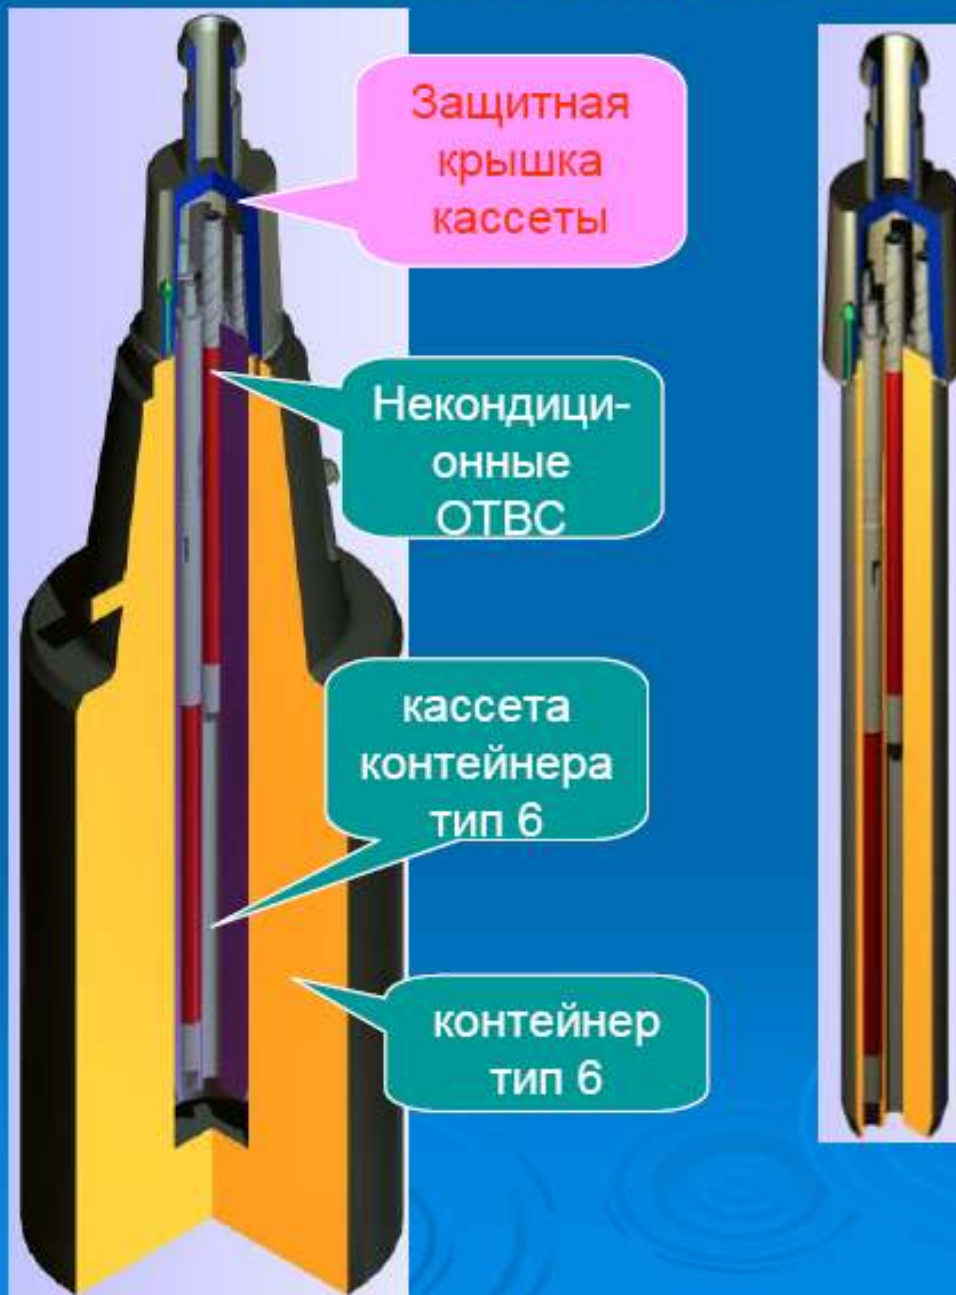 Защитная
крышка
кассеты
Некондици-
онные
ОТВС
кассета
контейнера
тип 6
контейнер
тип 6